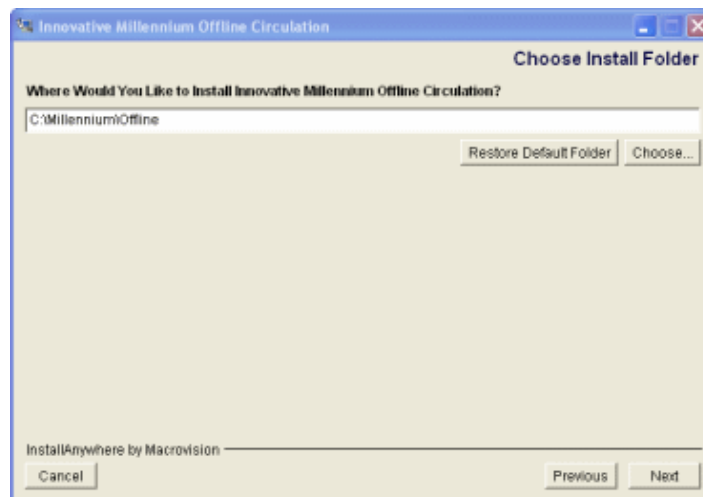 Innovative Millennium Offline Circulation
Choose Install Folder
Where Would You Like to Install Innovative Millennium Offline Circulation?
C:\Millennium\Offline
Restore Default Folder Choose...
InstallAnywhere by Macrovision
Cancel Previous Next